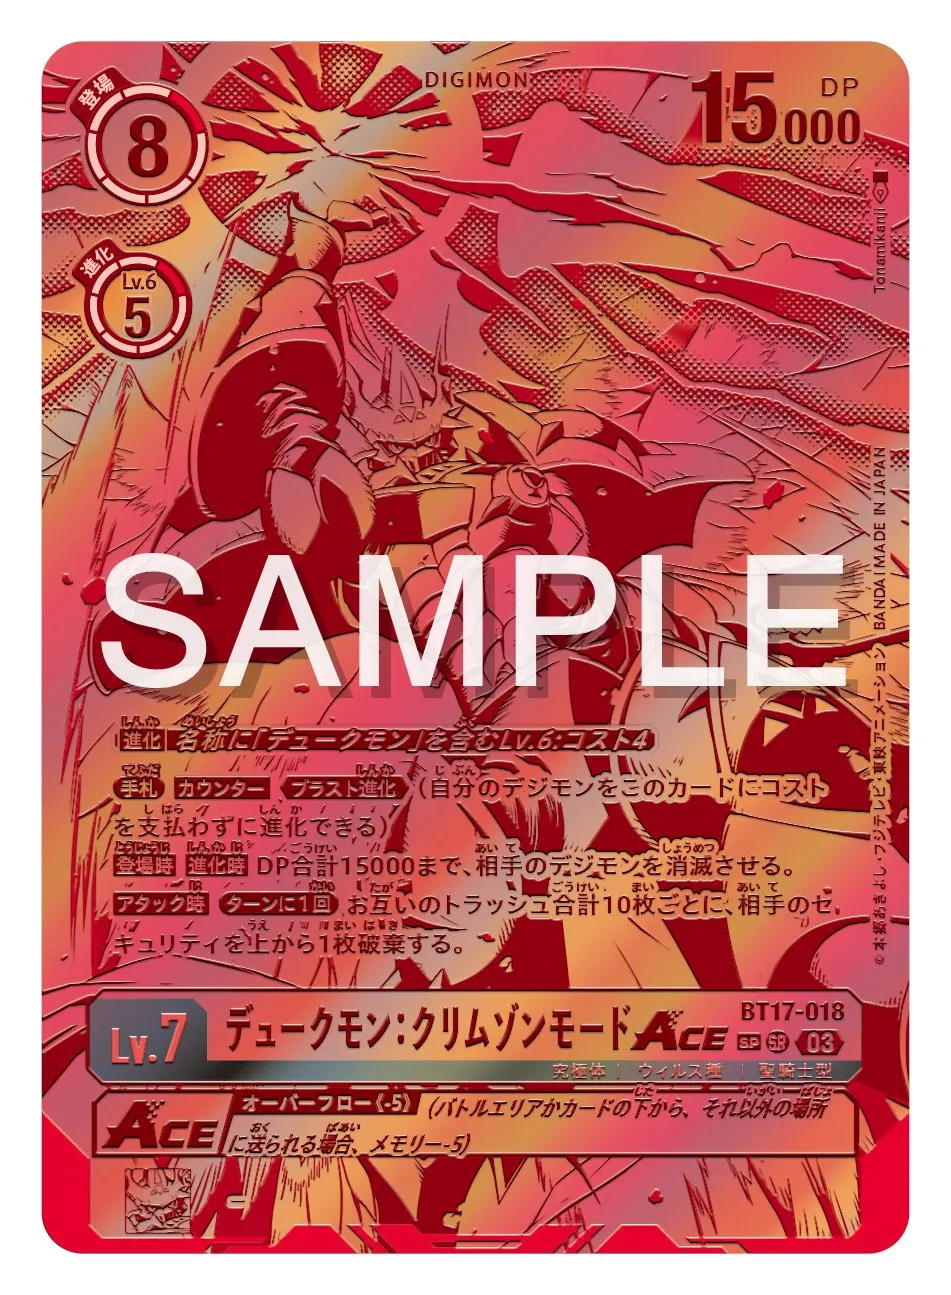 登場
8
DIGIMON
15000
DP
進化
Lv.6
5
Tonamikanji
SAMPLE
進化 名称に「デュークモン」を含むLv.6:コスト4
手札 カウンター ブラスト進化 (自分のデジモンをこのカードにコスト
を支払わずに進化できる)
登場時 進化時 DP合計15000まで、相手のデジモンを消滅させる。
アタック時 ターンに1回 お互いのトラッシュ合計10枚ごとに、相手のセ
キュリティを上から1枚破棄する。
©本郷あきよし・フジテレビ・東映アニメーション BANDAI MADE IN JAPAN
Lv.7
デュークモン:クリムゾンモードACE
BT17-018
SP SR 03
究極体 | ウィルス種 | 聖騎士型
ACE
オーバーフロー《-5》 (バトルエリアかカードの下から、それ以外の場所
に送られる場合、メモリー-5)